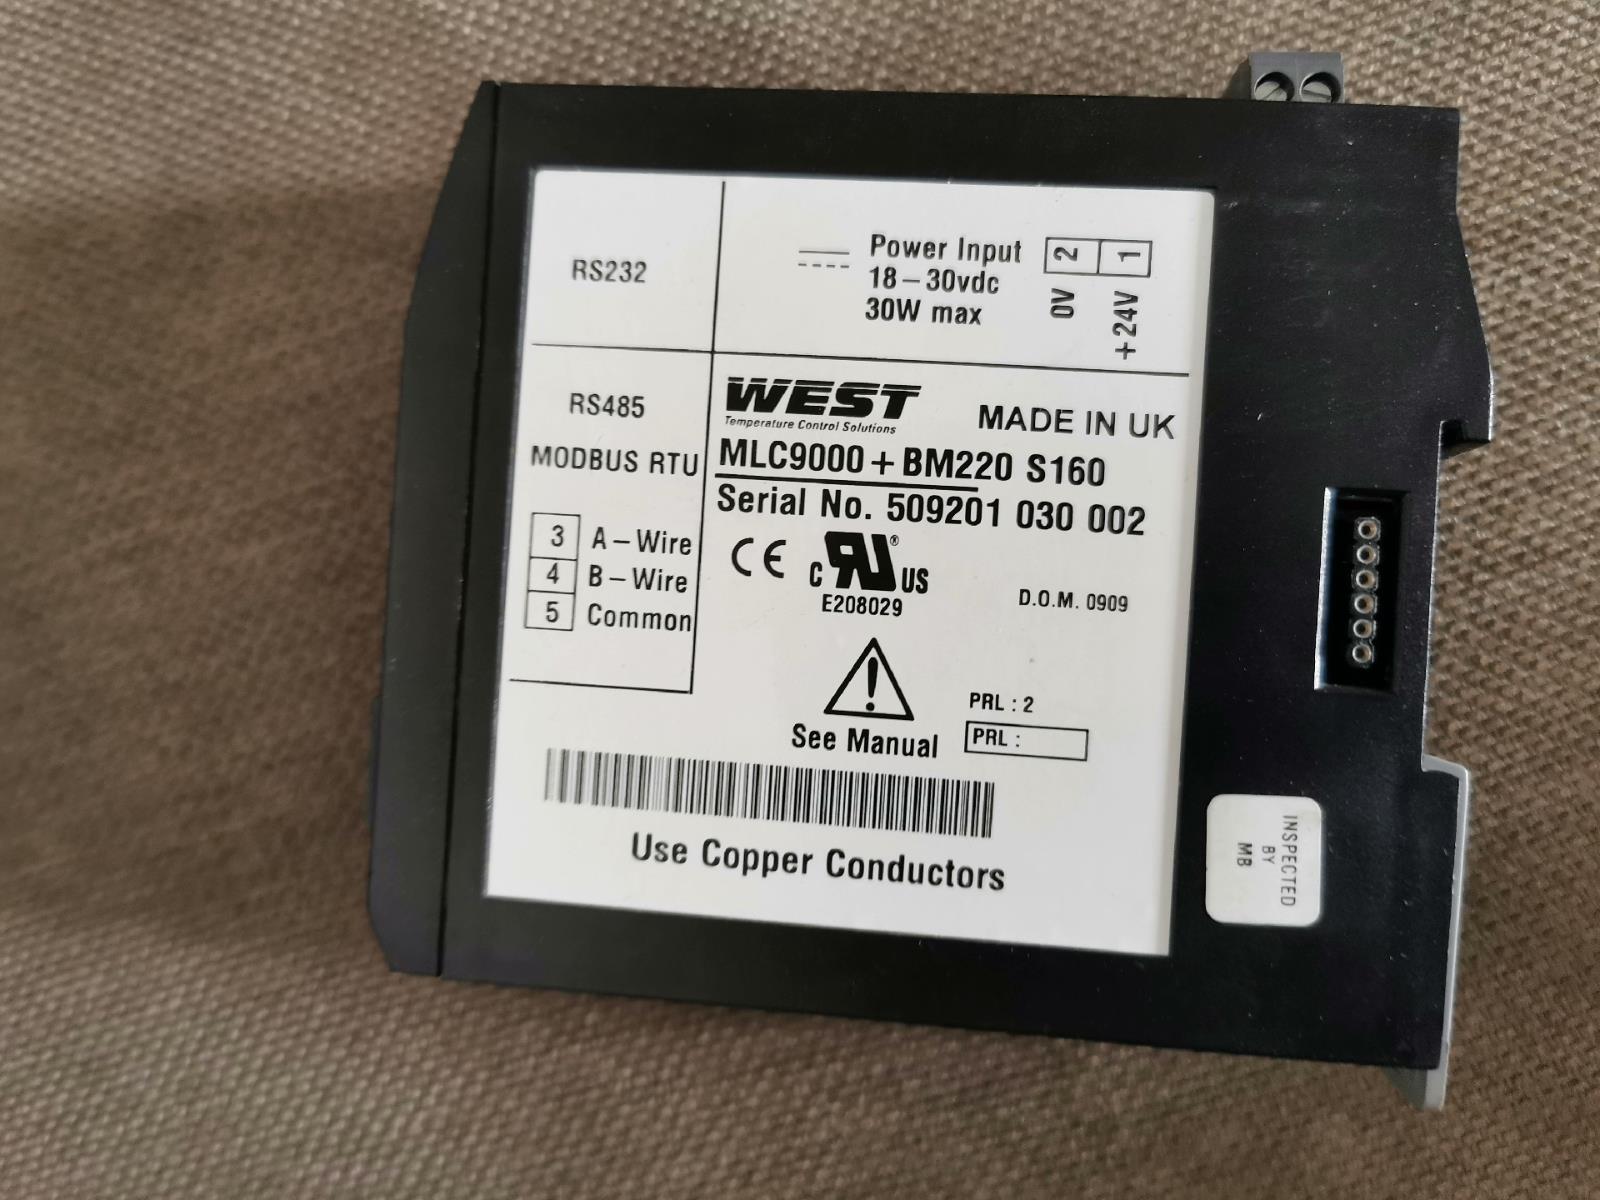 RS232
Power Input
18-30vdc
30W max
2 1
0V +24V
RS485
MODBUS RTU
3 A-Wire
4 B-Wire
5 Common
WEST
Temperature Control Solutions
MADE IN UK
MLC9000+BM220 S160
Serial No. 509201 030 002
CE
c RU ® US
E208029
D.O.M. 0909
!
See Manual
PRL : 2
PRL :
Use Copper Conductors
INSPECTED
BY
MB